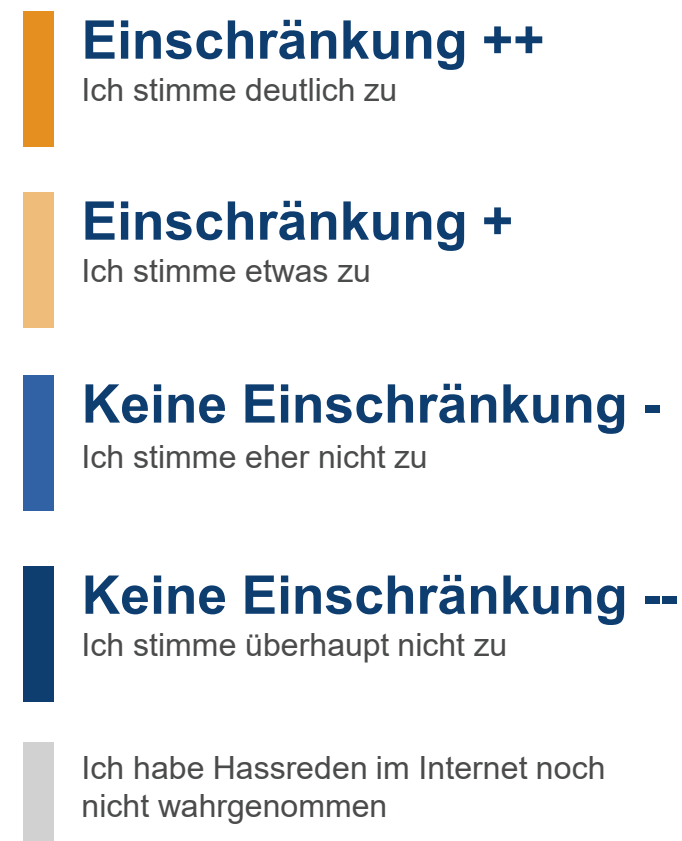 Einschränkung ++
Ich stimme deutlich zu
Einschränkung +
Ich stimme etwas zu
Keine Einschränkung -
Ich stimme eher nicht zu
Keine Einschränkung --
Ich stimme überhaupt nicht zu
Ich habe Hassreden im Internet noch
nicht wahrgenommen